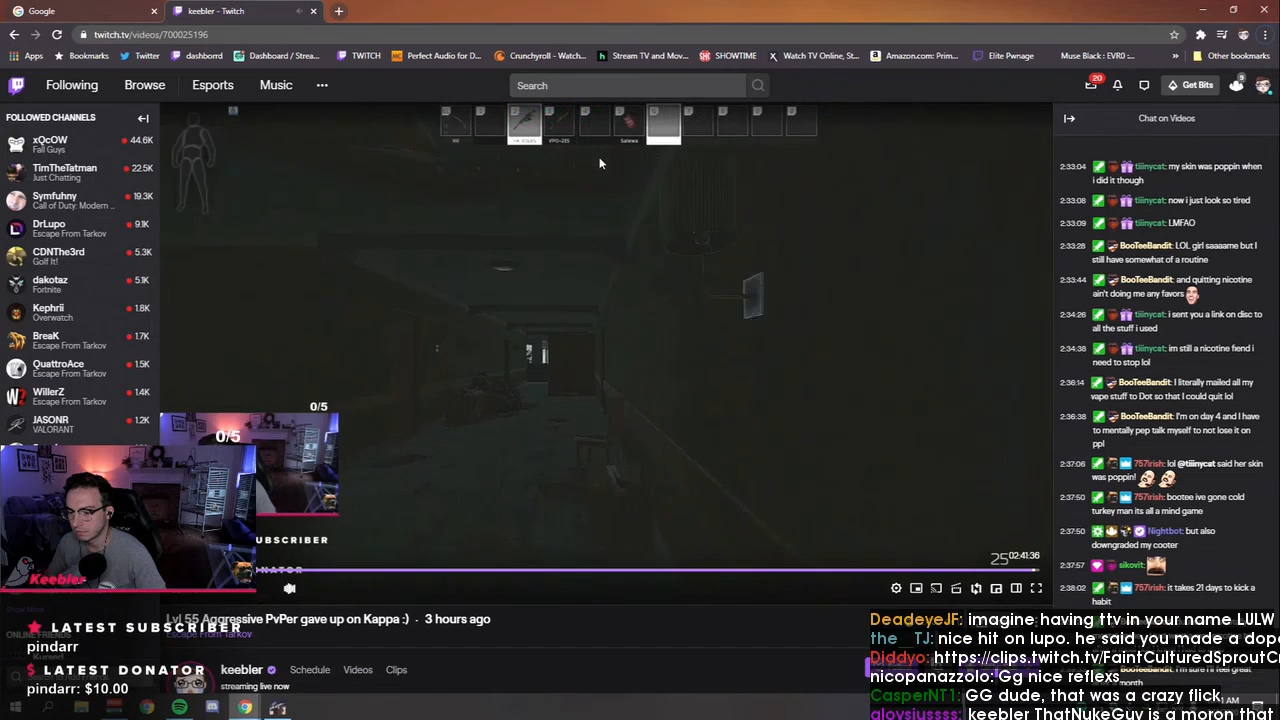 Google
keebler - Twitch
twitch.tv/videos/700025196
Apps
Bookmarks
Twitter
dashbord
Dashboard / Strea...
TWITCH
Perfect Audio for D...
Crunchyroll - Watch...
Stream TV and Mov...
SHOWTIME
Watch TV Online, St...
Amazon.com: Prim...
Elite Pwnage
Muse Black : EVR0 ...
Other bookmarks
Following
Browse
Esports
Music
Search
20
Get Bits
FOLLOWED CHANNELS
xQcOW 44.6K
Fall Guys
TimTheTatman 22.5K
Just Chatting
Symfuhny 19.3K
Call of Duty: Modern ...
DrLupo 9.1K
Escape From Tarkov
CDNThe3rd 5.3K
Golf It!
dakotaz 5.1K
Fortnite
Kephrii 1.8K
Overwatch
BreaK 1.7K
Escape From Tarkov
QuattroAce 1.5K
Escape From Tarkov
WillerZ 1.4K
Escape From Tarkov
JASONR 1.2K
VALORANT
VPO-215
Salewa
0/5
0/5
UBSCRIBER
02:41:36
Keebler
Lvl 55 Aggressive PvPer gave up on Kappa :) · 3 hours ago
Escape From Tarkov
LATEST SUBSCRIBER
pindarr
LATEST DONATOR
pindarr: $10.00
keebler
streaming live now
Schedule
Videos
Clips
Chat on Videos
2:33:04 tiiinycat: my skin was poppin when
i did it though
2:33:08 tiiinycat: now i just look so tired
2:33:09 tiiinycat: LMFAO
2:33:28 BooTeeBandit: LOL girl saaaame but I
still have somewhat of a routine
2:33:44 BooTeeBandit: and quitting nicotine
ain't doing me any favors
2:34:26 tiiinycat: i sent you a link on disc to
all the stuff i used
2:34:38 tiiinycat: im still a nicotine fiend i
need to stop lol
2:36:14 BooTeeBandit: I literally mailed all my
vape stuff to Dot so that I could quit lol
2:36:38 BooTeeBandit: I'm on day 4 and I have
to mentally pep talk myself to not lose it on
ppl
2:37:06 757irish: lol @tiiinycat said her skin
was poppin!
2:37:50 757irish: bootee ive gone cold
turkey man its all a mind game
2:37:50 Nightbot: but also
downgraded my cooter
2:37:57 sikovit:
2:38:02 757irish: it takes 21 days to kick a
habit
DeadeyeJF: imagine having ttv in your name LULW
the__TJ: nice hit on lupo. he said you made a dope
Diddyo: https://clips.twitch.tv/FaintCulturedSproutCu
nicopanazzolo: Gg nice reflexs
CasperNT1: GG dude, that was a crazy flick
aloysiussss: keebler ThatNukeGuy is a moron that